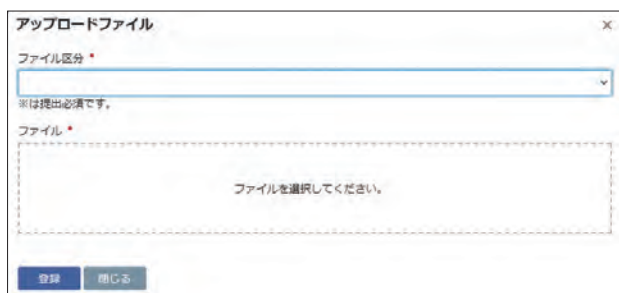 アップロードファイル ×
ファイル区分 *
※は提出必須です。
ファイル *
ファイルを選択してください。
登録 閉じる